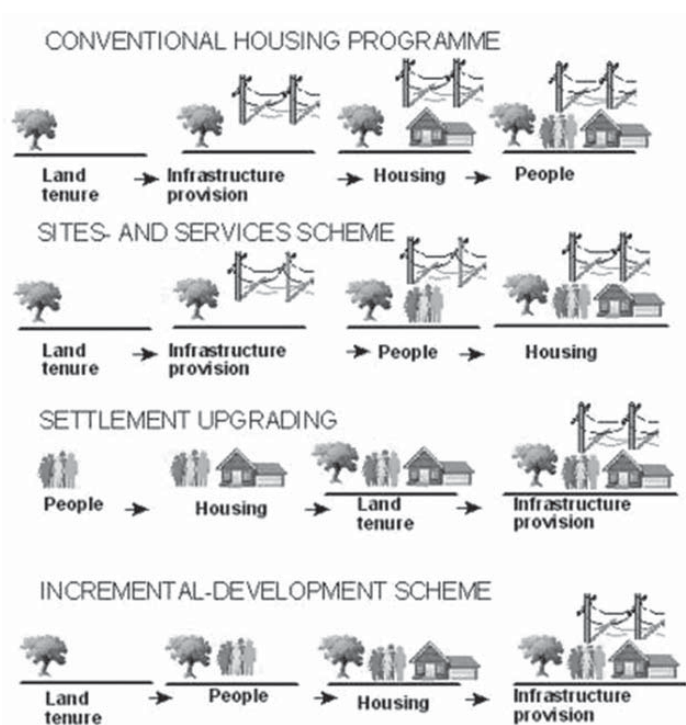 CONVENTIONAL HOUSING PROGRAMME
Land tenure
Infrastructure provision
Housing
People
SITES- AND SERVICES SCHEME
Land tenure
Infrastructure provision
People
Housing
SETTLEMENT UPGRADING
People
Housing
Land tenure
Infrastructure provision
INCREMENTAL-DEVELOPMENT SCHEME
Land tenure
People
Housing
Infrastructure provision